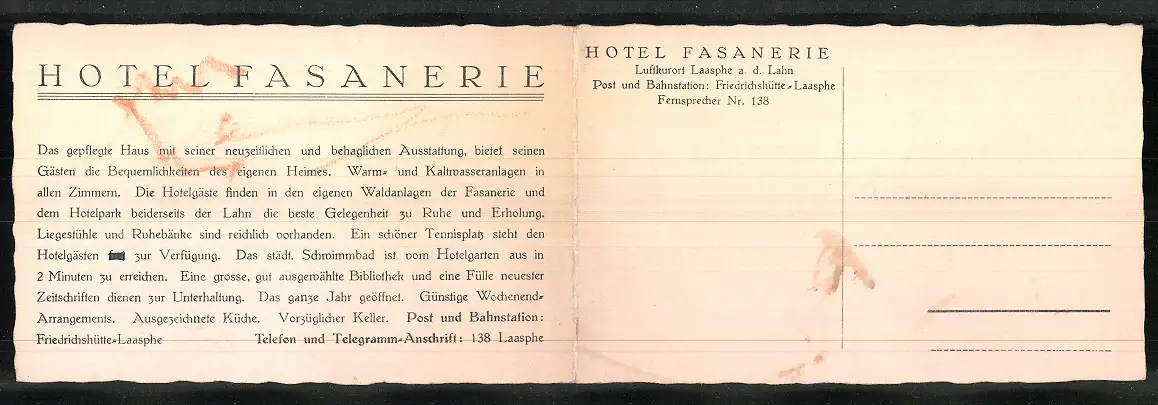 HOTEL FASANERIE
Das gepflegte Haus mit seiner neuzeitlichen und behaglichen Ausstattung, bietet seinen
Gästen die Bequemlichkeiten des eigenen Heimes. Warm- und Kaltwasseranlagen in
allen Zimmern. Die Hotelgäste finden in den eigenen Waldanlagen der Fasanerie und
dem Hotelpark beiderseits der Lahn die beste Gelegenheit zu Ruhe und Erholung.
Liegestühle und Ruhebänke sind reichlich vorhanden. Ein schöner Tennisplatz steht den
Hotelgästen zur Verfügung. Das städt. Schwimmbad ist vom Hotelgarten aus in
2 Minuten zu erreichen. Eine grosse, gut ausgewählte Bibliothek und eine Fülle neuester
Zeitschriften dienen zur Unterhaltung. Das ganze Jahr geöffnet. Günstige Wochenend-
Arrangements. Ausgezeichnete Küche. Vorzüglicher Keller. Post und Bahnstation:
Friedrichshütte-Laasphe Telefon und Telegramm-Anschrift: 138 Laasphe
HOTEL FASANERIE
Luftkurort Laasphe a. d. Lahn
Post und Bahnstation: Friedrichshütte-Laasphe
Fernsprecher Nr. 138